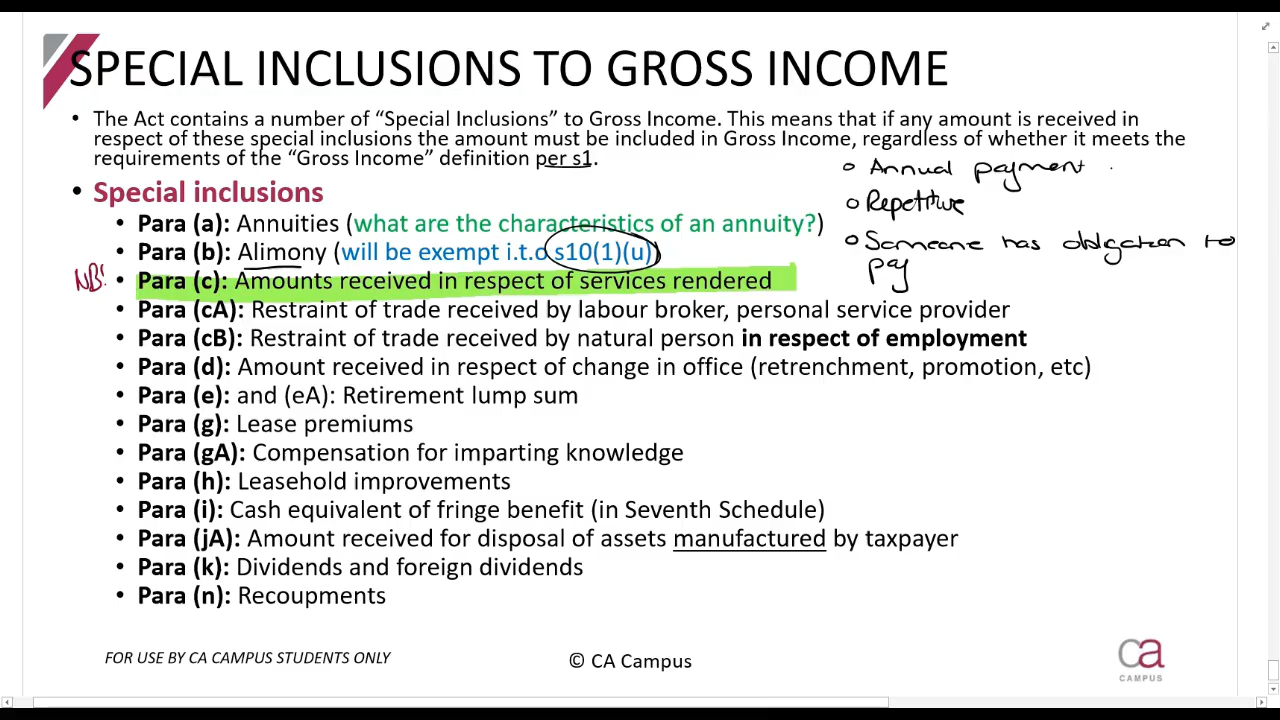 SPECIAL INCLUSIONS TO GROSS INCOME
• The Act contains a number of “Special Inclusions” to Gross Income. This means that if any amount is received in
respect of these special inclusions the amount must be included in Gross Income, regardless of whether it meets the
requirements of the “Gross Income” definition per s1.
o Annual payment
o Repetitive
o Someone has obligation to
pay
• Special inclusions
• Para (a): Annuities (what are the characteristics of an annuity?)
• Para (b): Alimony (will be exempt i.t.o s10(1)(u))
NB!
• Para (c): Amounts received in respect of services rendered
• Para (cA): Restraint of trade received by labour broker, personal service provider
• Para (cB): Restraint of trade received by natural person in respect of employment
• Para (d): Amount received in respect of change in office (retrenchment, promotion, etc)
• Para (e): and (eA): Retirement lump sum
• Para (g): Lease premiums
• Para (gA): Compensation for imparting knowledge
• Para (h): Leasehold improvements
• Para (i): Cash equivalent of fringe benefit (in Seventh Schedule)
• Para (jA): Amount received for disposal of assets manufactured by taxpayer
• Para (k): Dividends and foreign dividends
• Para (n): Recoupments
FOR USE BY CA CAMPUS STUDENTS ONLY
© CA Campus
ca
CAMPUS